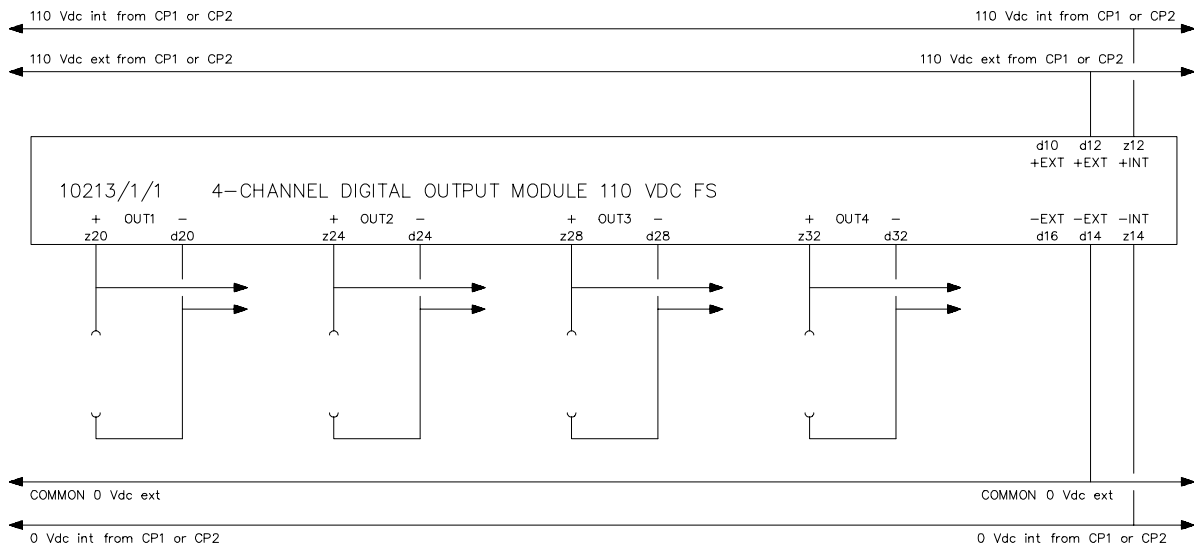 110 Vdc int from CP1 or CP2 110 Vdc int from CP1 or CP2
110 Vdc ext from CP1 or CP2 110 Vdc ext from CP1 or CP2
d10 d12 z12
+EXT +EXT +INT
10213/1/1 4-CHANNEL DIGITAL OUTPUT MODULE 110 VDC FS
+ OUT1 - + OUT2 - + OUT3 - + OUT4 - -EXT -EXT -INT
z20 d20 z24 d24 z28 d28 z32 d32 d16 d14 z14
COMMON 0 Vdc ext COMMON 0 Vdc ext
0 Vdc int from CP1 or CP2 0 Vdc int from CP1 or CP2